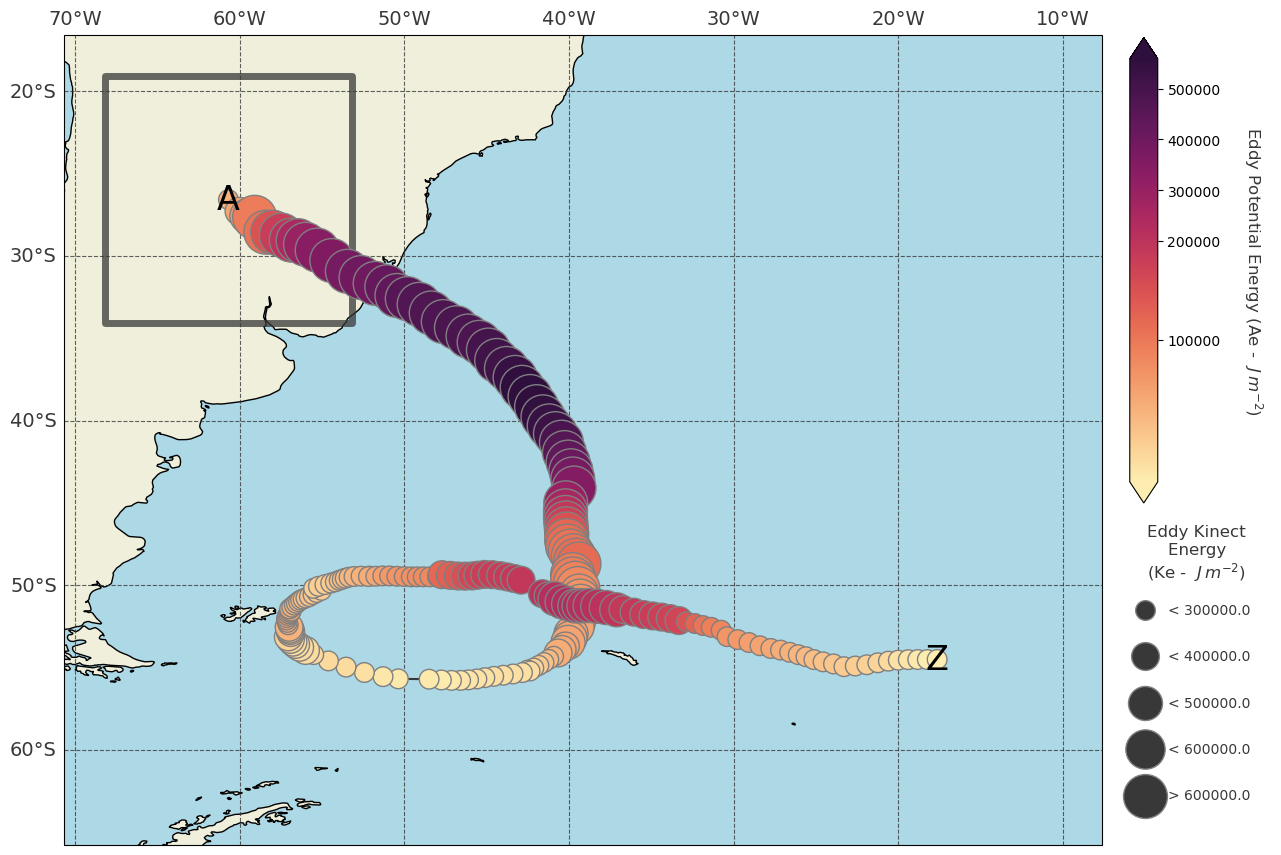 70°W 60°W 50°W 40°W 30°W 20°W 10°W
20°S
30°S
40°S
50°S
60°S
A
Z
500000
400000
300000
200000
100000
Eddy Potential Energy (Ae - J m⁻²)
Eddy Kinect
Energy
(Ke - J m⁻²)
< 300000.0
< 400000.0
< 500000.0
< 600000.0
> 600000.0